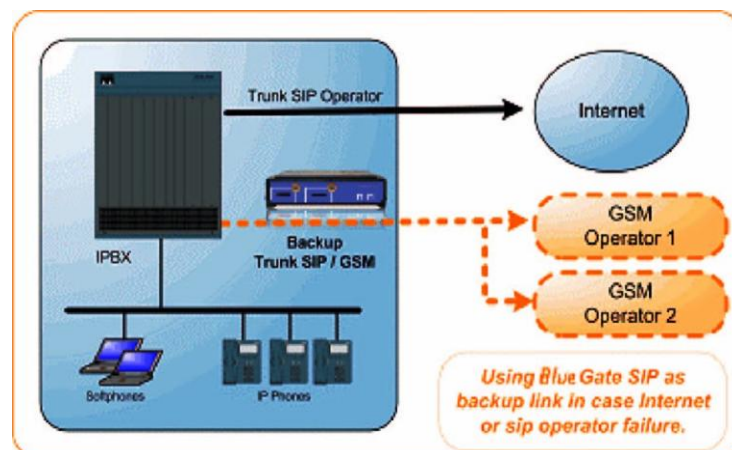 Trunk SIP Operator
Internet
Backup
Trunk SIP / GSM
IPBX
GSM
Operator 1
GSM
Operator 2
Softphones
IP Phones
Using Blue Gate SIP as
backup link in case Internet
or sip operator failure.